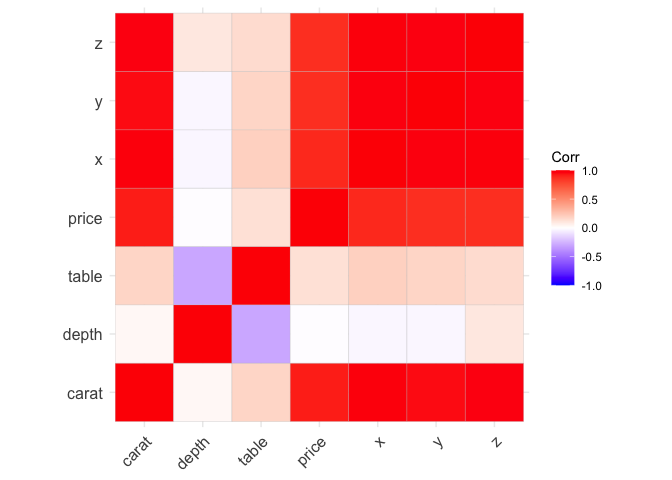 z
y
x
price
table
depth
carat
carat
depth
table
price
x
y
z
Corr
1.0
0.5
0.0
-0.5
-1.0